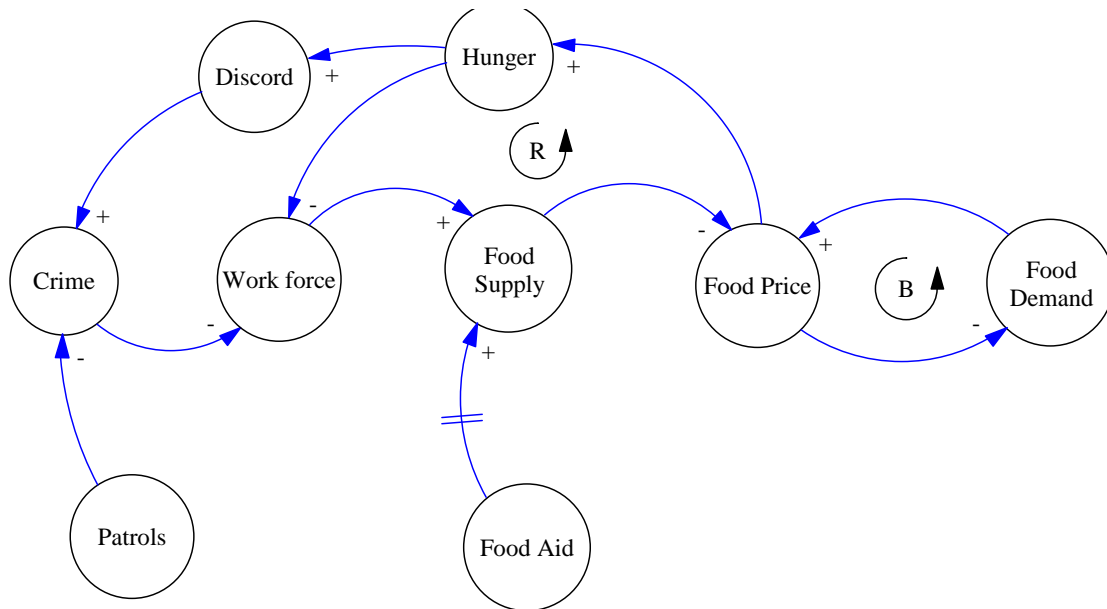 Hunger
Discord
+
+
R
-
+
+
-
+
Crime
Work force
Food
Supply
Food Price
B
Food
Demand
-
-
-
+
Patrols
Food Aid